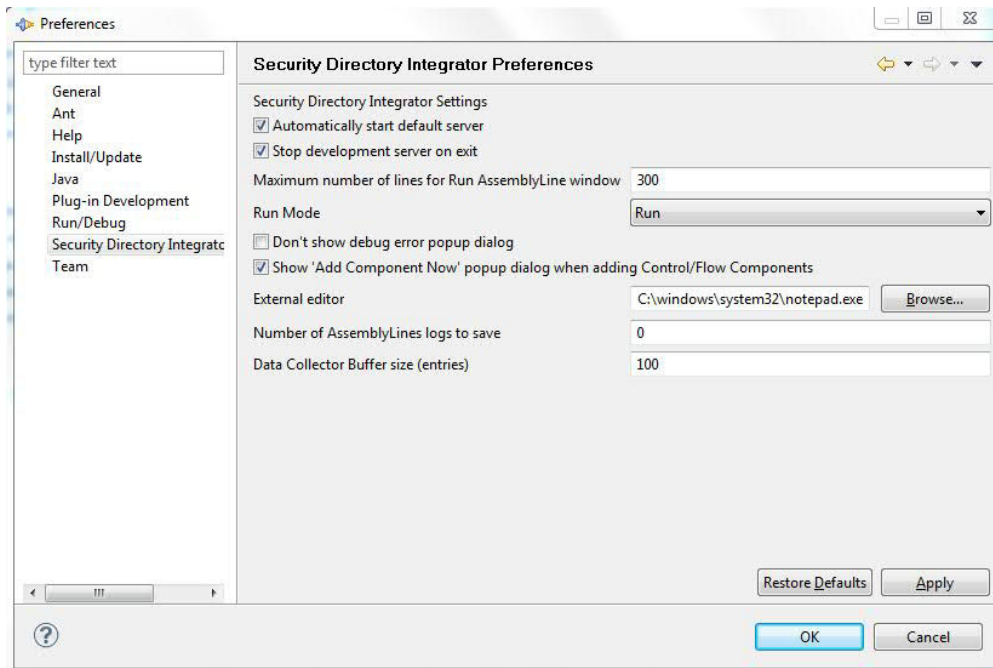 Preferences
type filter text
General
Ant
Help
Install/Update
Java
Plug-in Development
Run/Debug
Security Directory Integratc
Team
Security Directory Integrator Preferences
Security Directory Integrator Settings
Automatically start default server
Stop development server on exit
Maximum number of lines for Run AssemblyLine window 300
Run Mode Run
Don't show debug error popup dialog
Show 'Add Component Now' popup dialog when adding Control/Flow Components
External editor C:\windows\system32\notepad.exe Browse...
Number of AssemblyLines logs to save 0
Data Collector Buffer size (entries) 100
Restore Defaults Apply
? OK Cancel